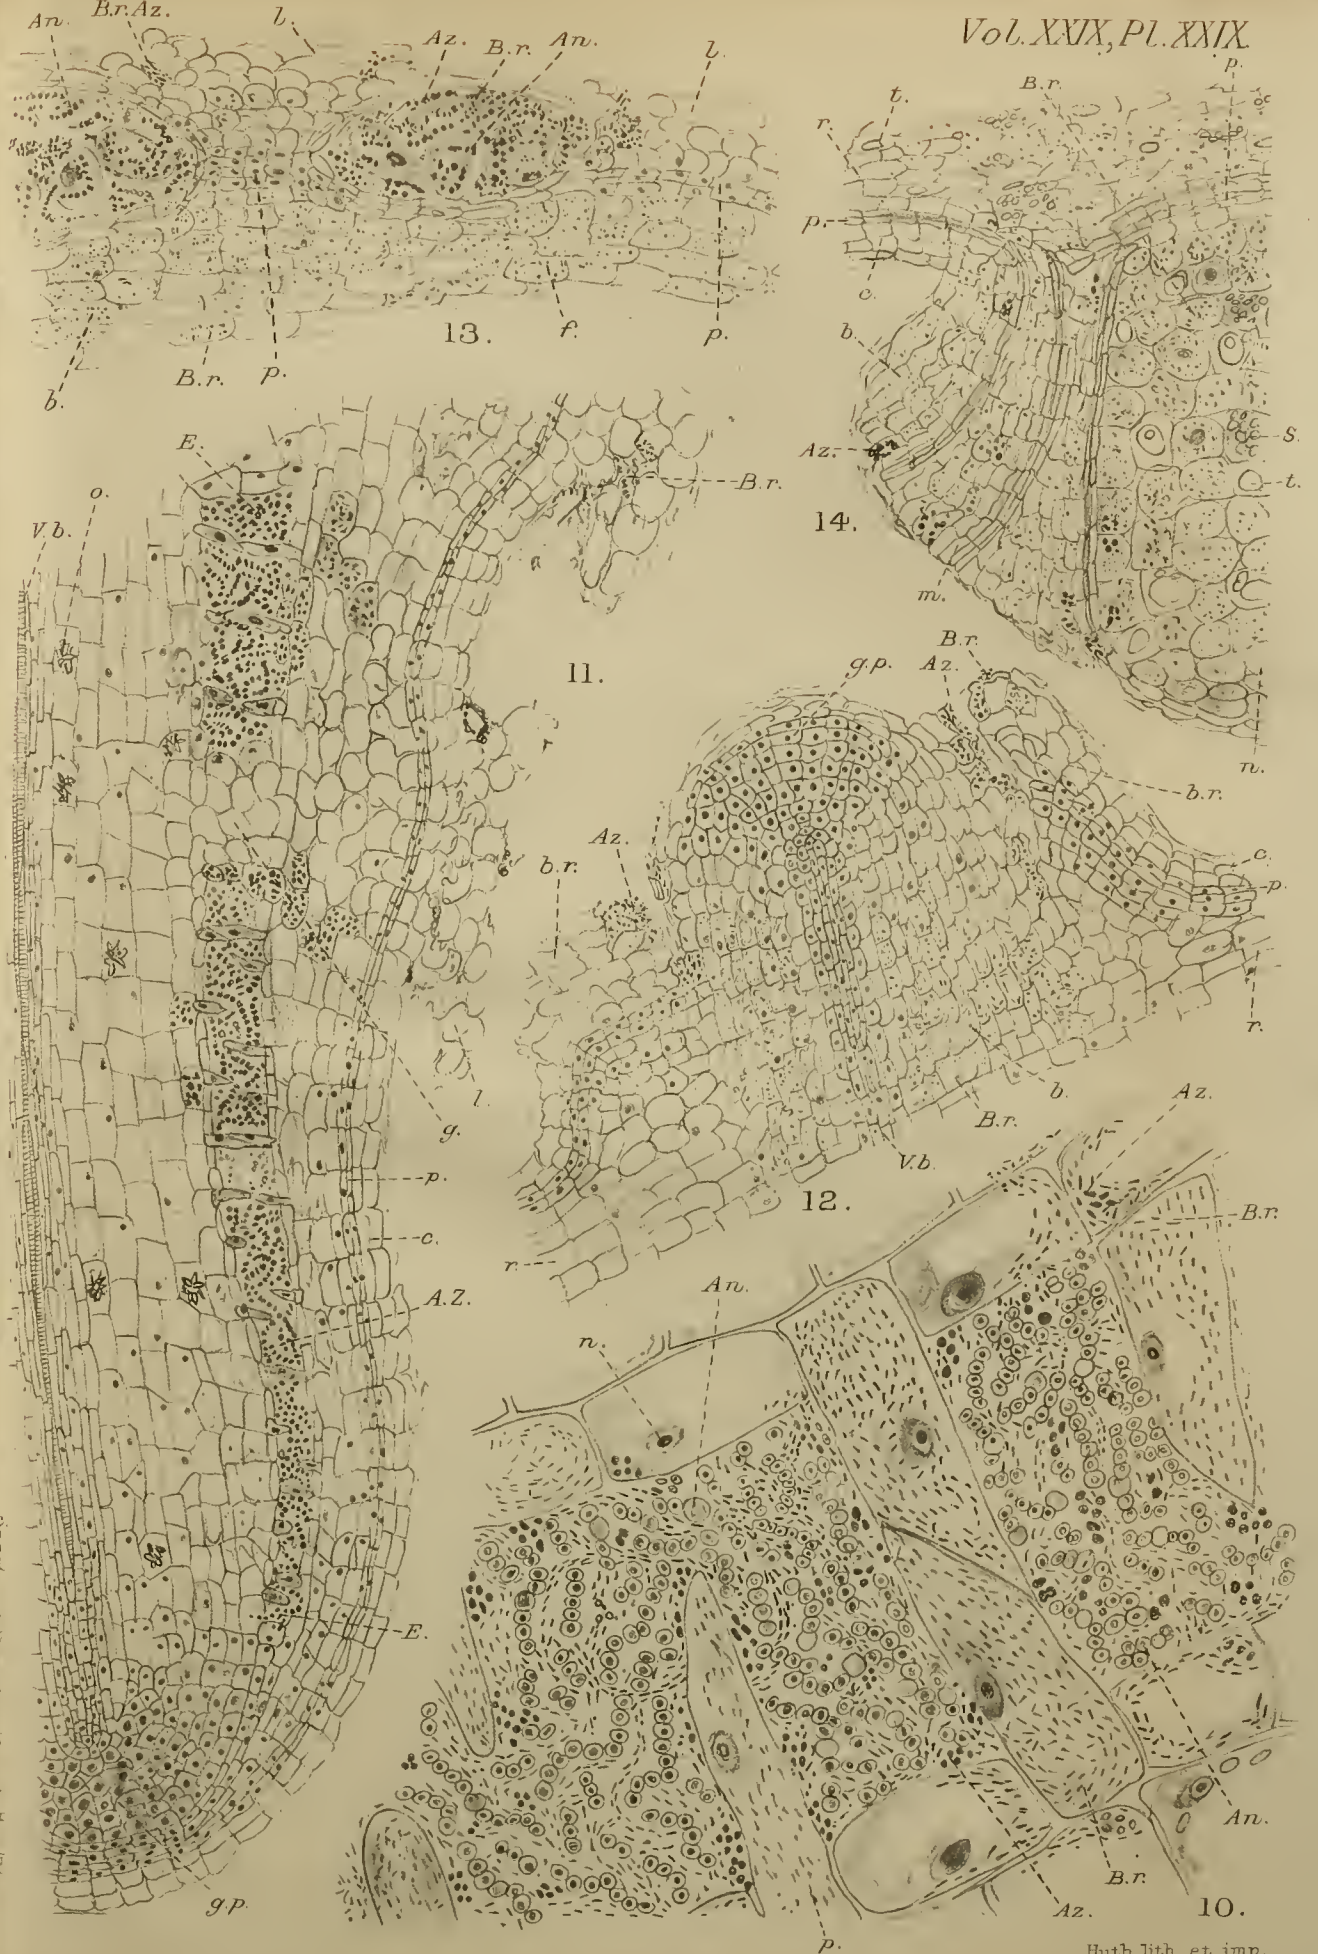 Vol. XXIX, Pl. XXIX.
An. B.r. Az. l. Az. B.r. An. l.
b. B.r. p. 13. f. p.
r. t. B.r. p.
p.
c.
b.
Az. S.
t.
14.
m.
n.
E.
o.
V.b.
B.r.
11.
l.
g.
p.
c.
A.Z.
E.
g.p.
g.p. Az. B.r.
b.r.
Az.
b.r.
c.
p.
r.
b.
B.r.
V.b.
12.
r.
Az.
B.r.
An.
n.
An.
B.r.
Az.
p.
10.
Huth lith. et imp.